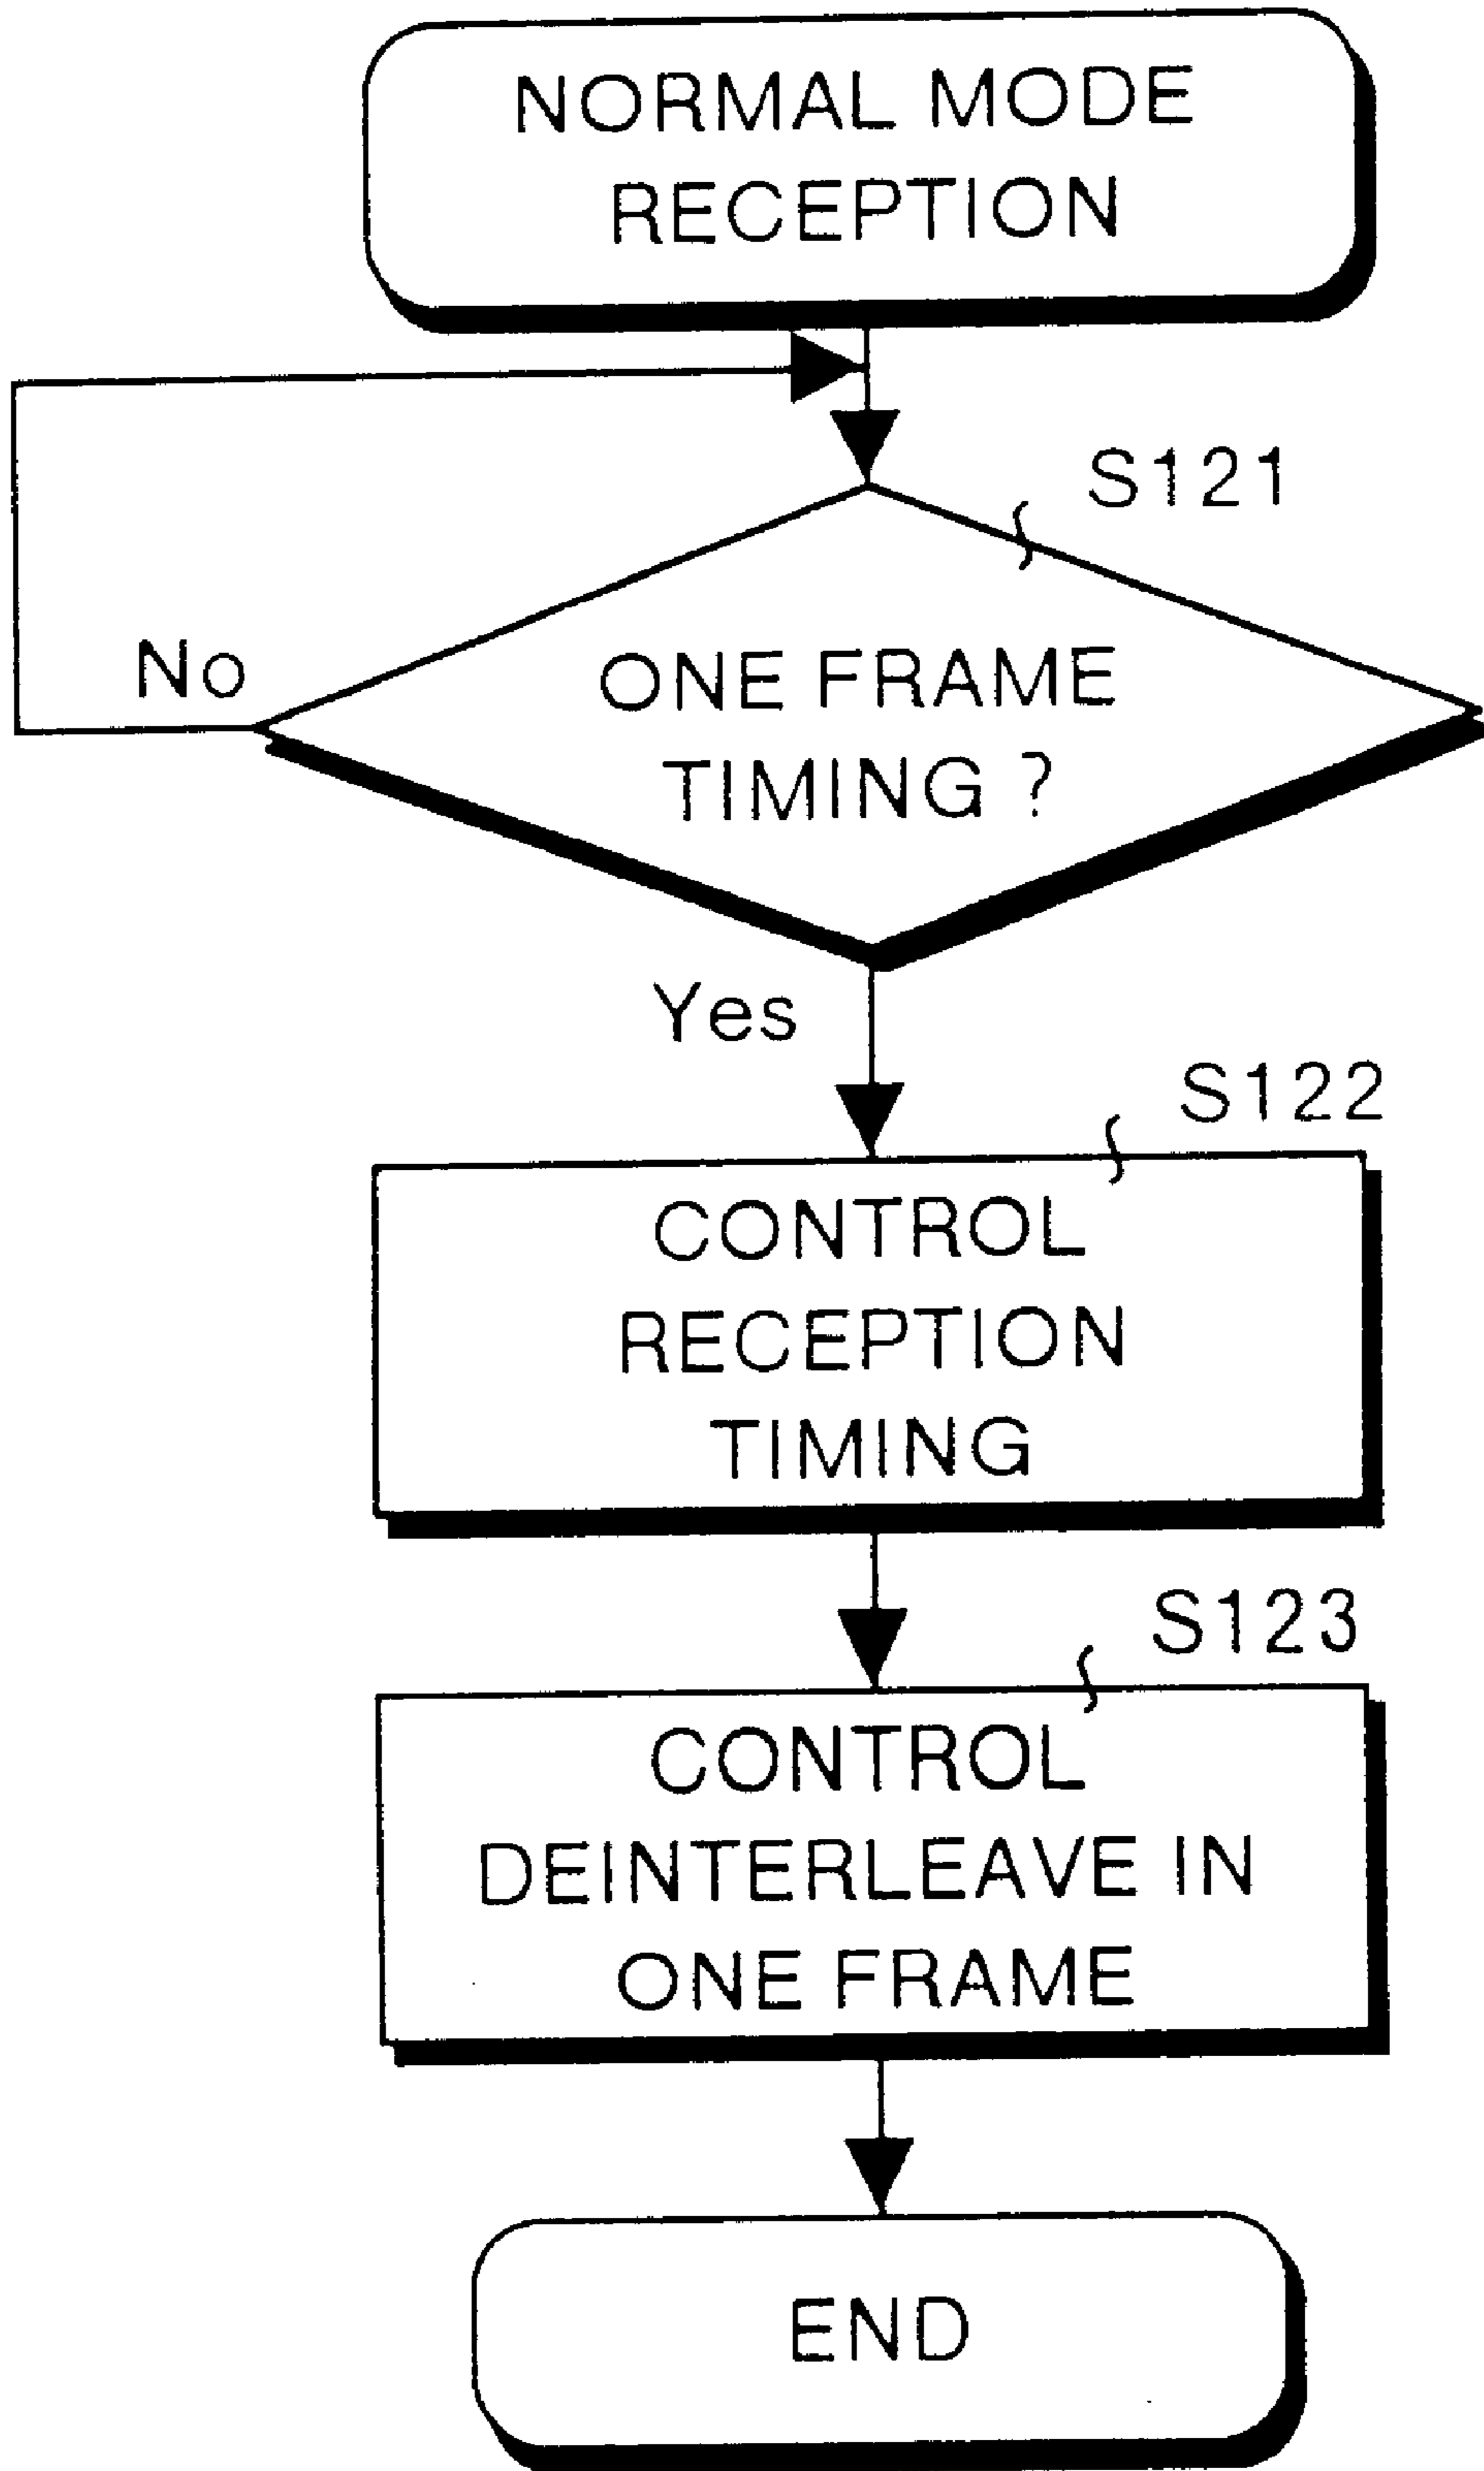 NORMAL MODE
RECEPTION
S121
No
ONE FRAME
TIMING ?
Yes
S122
CONTROL
RECEPTION
TIMING
S123
CONTROL
DEINTERLEAVE IN
ONE FRAME
END